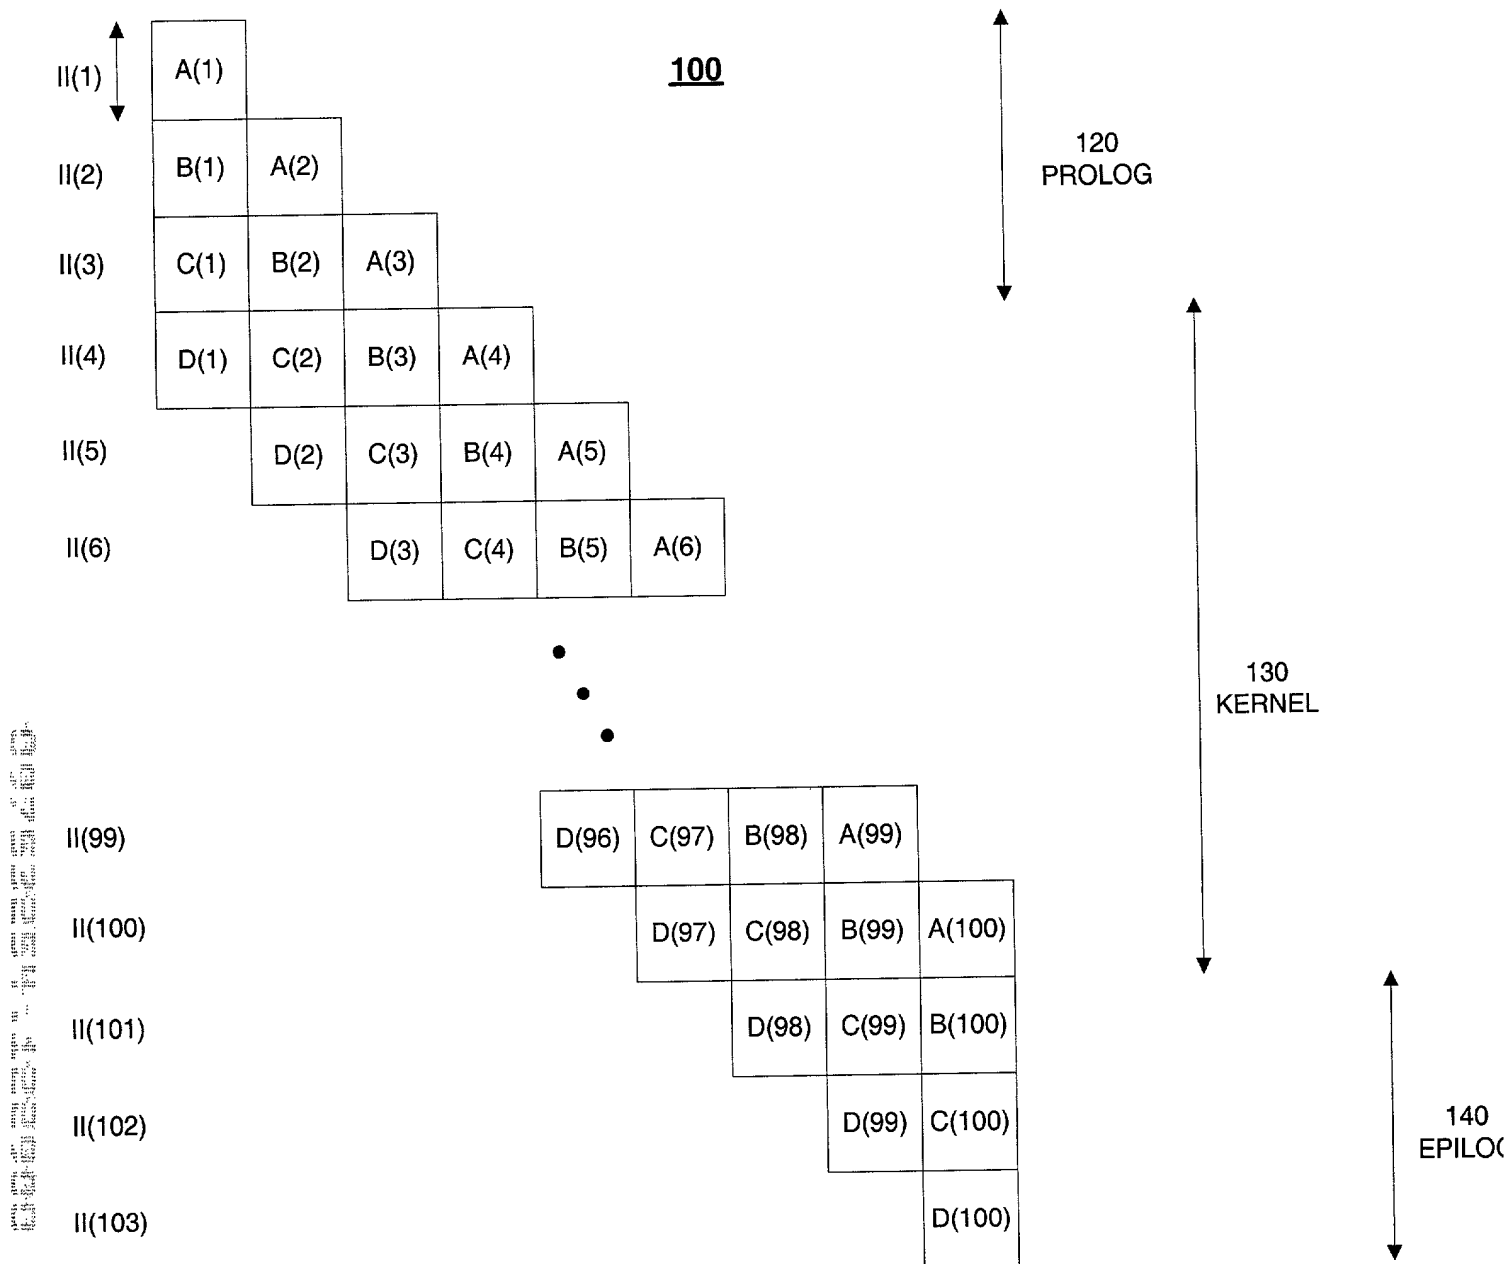 100
II(1) A(1)
120
PROLOG
II(2) B(1) A(2)
II(3) C(1) B(2) A(3)
II(4) D(1) C(2) B(3) A(4)
II(5) D(2) C(3) B(4) A(5)
II(6) D(3) C(4) B(5) A(6)
130
KERNEL
II(99) D(96) C(97) B(98) A(99)
II(100) D(97) C(98) B(99) A(100)
II(101) D(98) C(99) B(100)
II(102) D(99) C(100)
140
EPILO
II(103) D(100)